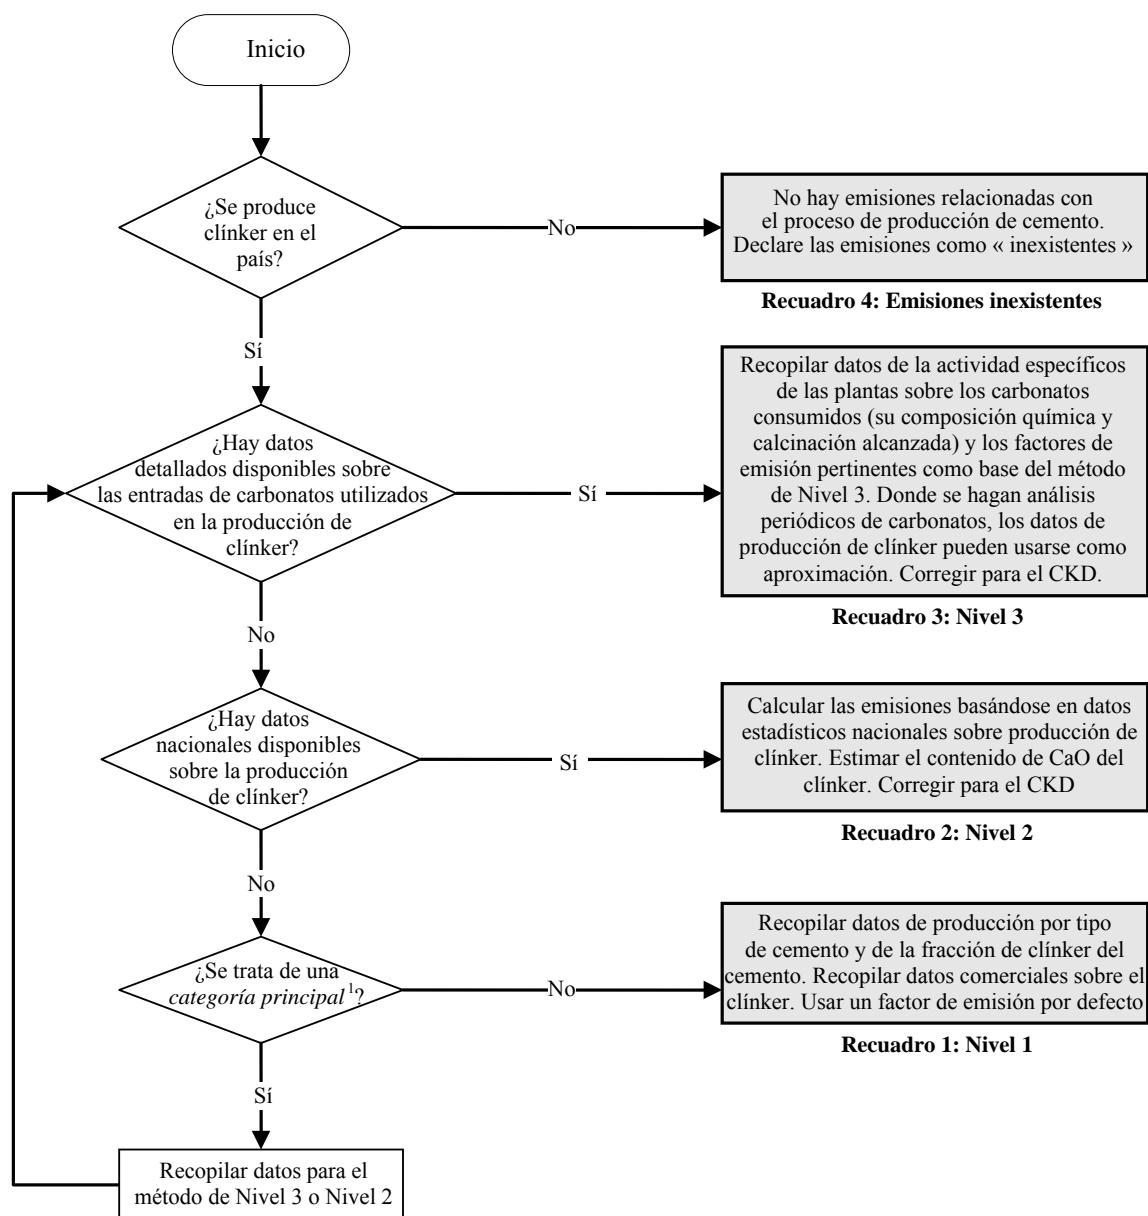 Inicio
¿Se produce
clínker en el
país?
No
No hay emisiones relacionadas con
el proceso de producción de cemento.
Declare las emisiones como « inexistentes »
Recuadro 4: Emisiones inexistentes
Sí
¿Hay datos
detallados disponibles sobre
las entradas de carbonatos utilizados
en la producción de
clínker?
Sí
Recopilar datos de la actividad específicos
de las plantas sobre los carbonatos
consumidos (su composición química y
calcinación alcanzada) y los factores de
emisión pertinentes como base del método
de Nivel 3. Donde se hagan análisis
periódicos de carbonatos, los datos de
producción de clínker pueden usarse como
aproximación. Corregir para el CKD.
Recuadro 3: Nivel 3
No
¿Hay datos
nacionales disponibles
sobre la producción
de clínker?
Sí
Calcular las emisiones basándose en datos
estadísticos nacionales sobre producción de
clínker. Estimar el contenido de CaO del
clínker. Corregir para el CKD
Recuadro 2: Nivel 2
No
¿Se trata de una
categoría principal¹?
No
Recopilar datos de producción por tipo
de cemento y de la fracción de clínker del
cemento. Recopilar datos comerciales sobre el
clínker. Usar un factor de emisión por defecto
Recuadro 1: Nivel 1
Sí
Recopilar datos para el
método de Nivel 3 o Nivel 2